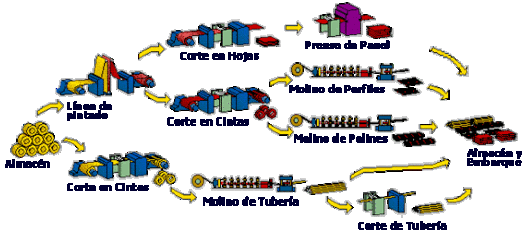 Corte en Hojas
Prensa de Panel
Línea de
pintado
Molino de Perfiles
Corte en Cintas
Molino de Polines
Almacén
Almacén y
Embarque
Corte en Cintas
Molino de Tubería
Corte de Tubería